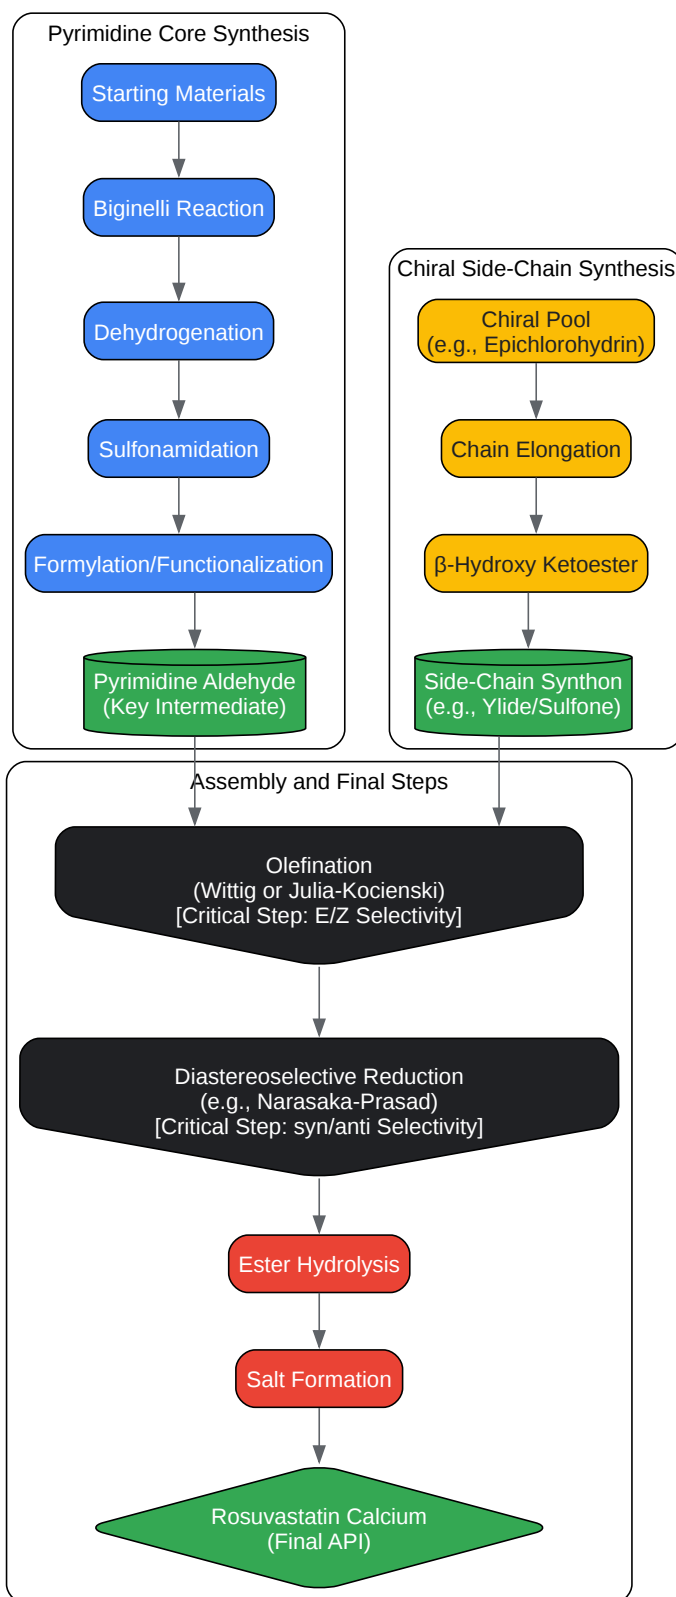 Pyrimidine Core Synthesis
Starting Materials
Biginelli Reaction
Dehydrogenation
Sulfonamidation
Formylation/Functionalization
Pyrimidine Aldehyde
(Key Intermediate)
Chiral Side-Chain Synthesis
Chiral Pool
(e.g., Epichlorohydrin)
Chain Elongation
β-Hydroxy Ketoester
Side-Chain Synthon
(e.g., Ylide/Sulfone)
Assembly and Final Steps
Olefination
(Wittig or Julia-Kocienski)
[Critical Step: E/Z Selectivity]
Diastereoselective Reduction
(e.g., Narasaka-Prasad)
[Critical Step: syn/anti Selectivity]
Ester Hydrolysis
Salt Formation
Rosuvastatin Calcium
(Final API)